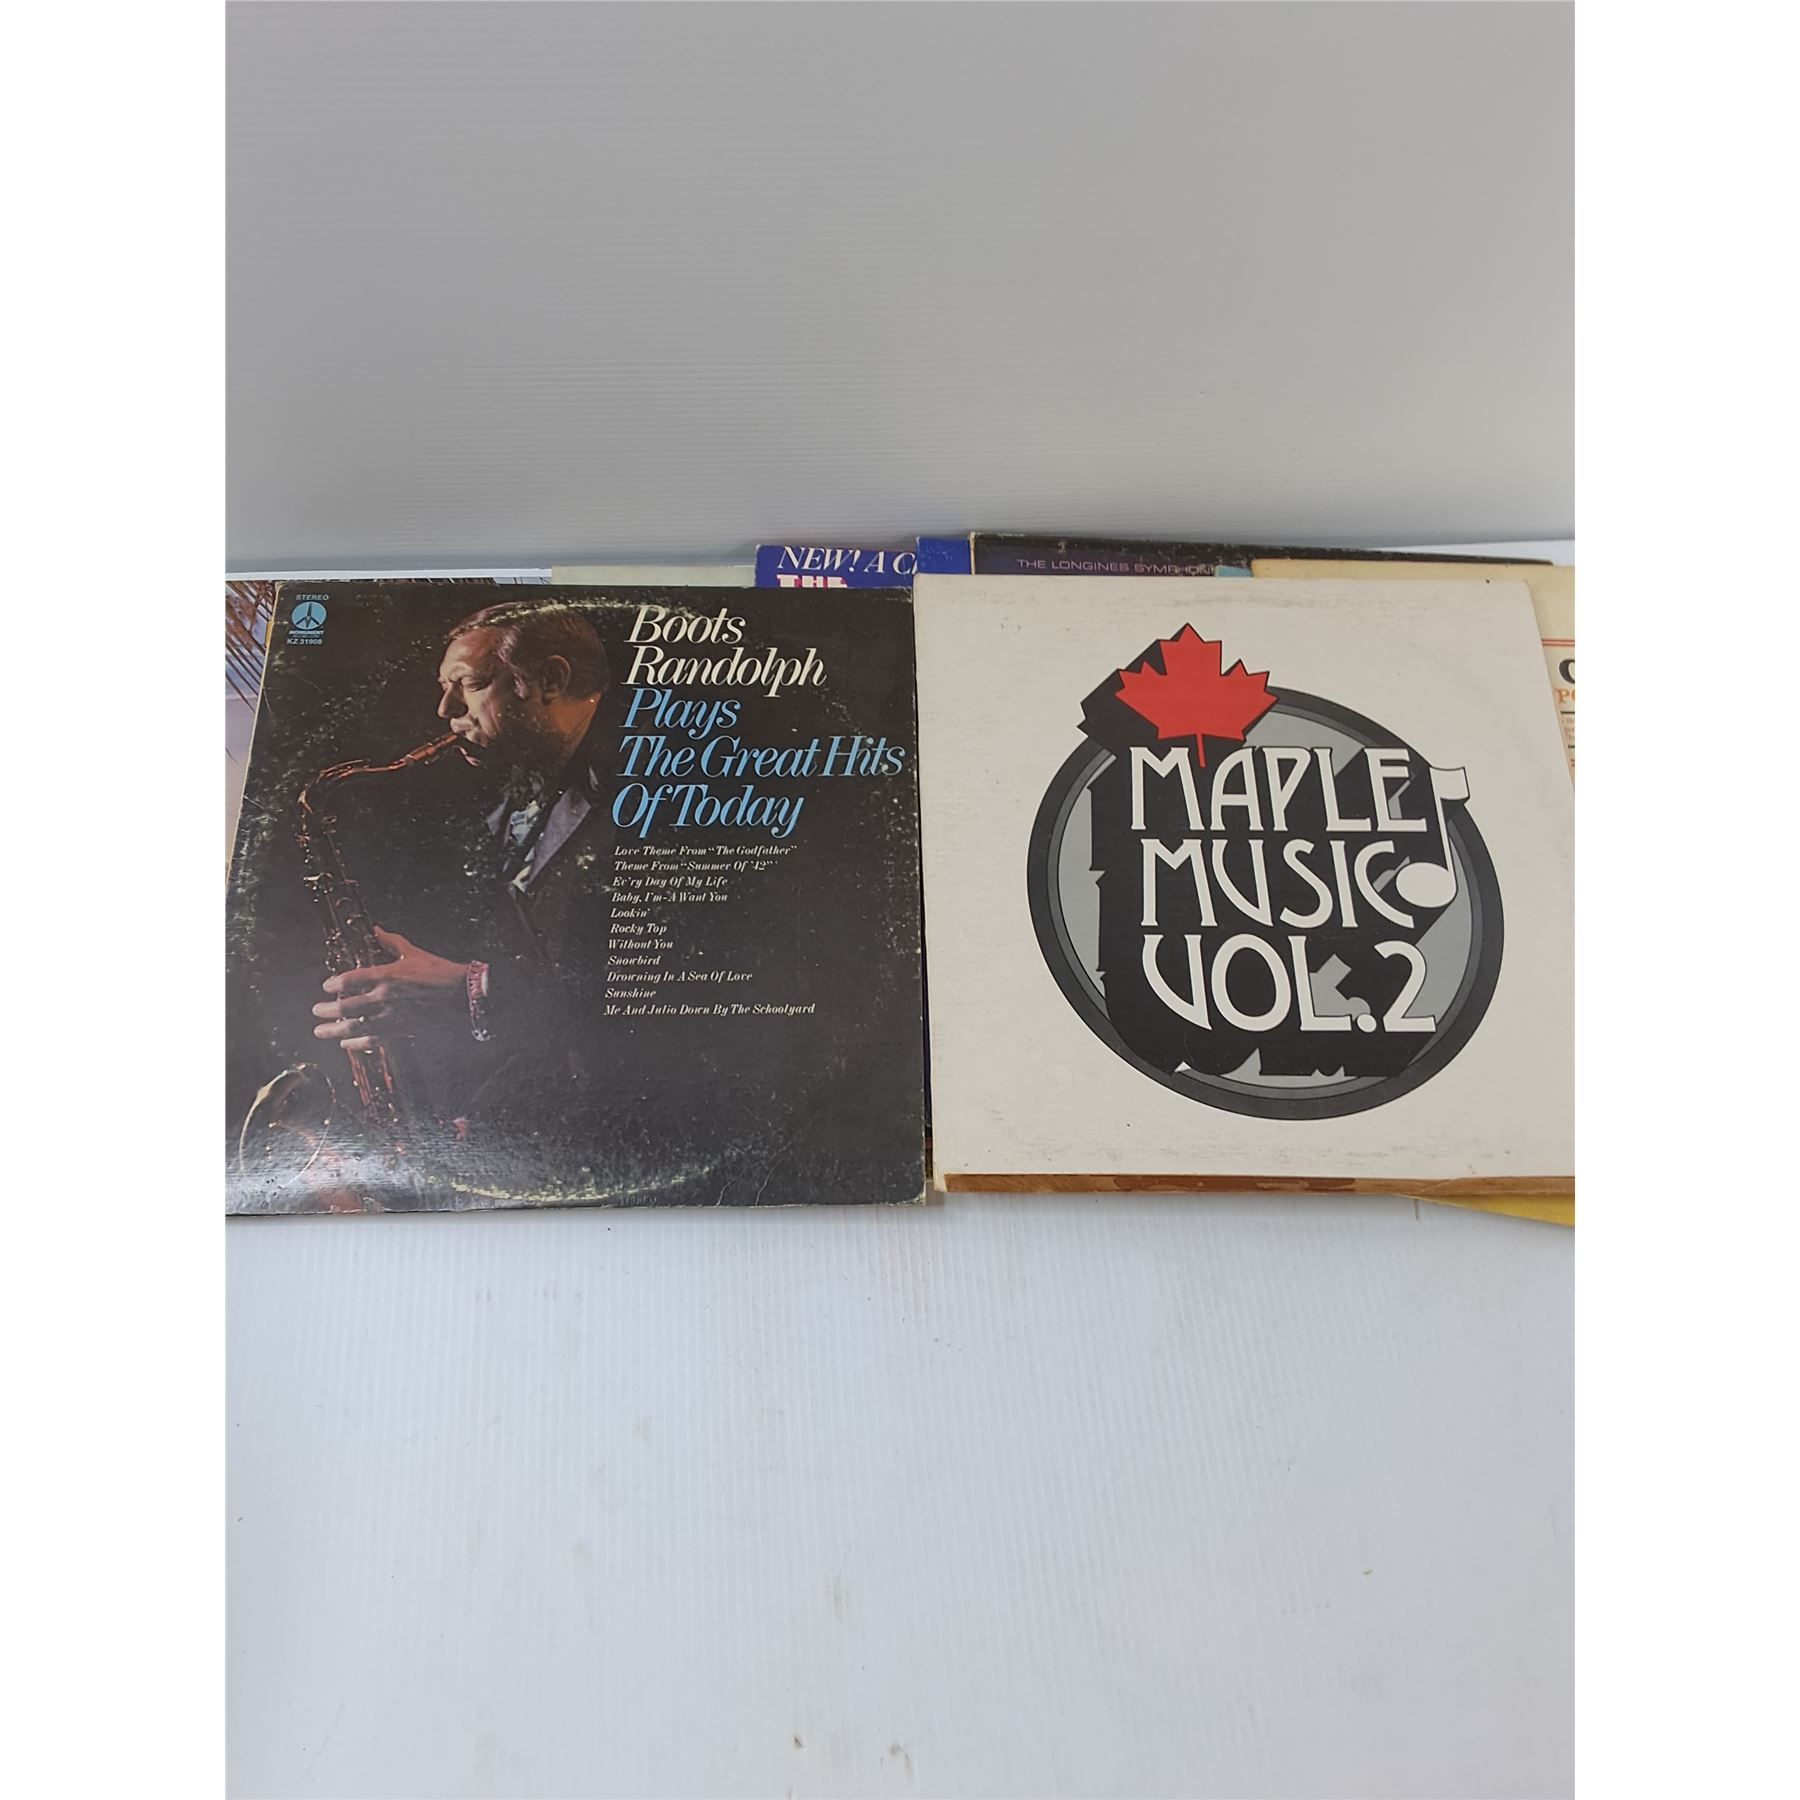 NEW! A C
THE
THE LONGINES SYMPHON
STEREO
MONUMENT
KZ 31908
Boots
Randolph
Plays
The Great Hits
Of Today
Love Theme From "The Godfather"
Theme From "Summer Of '42"
Ev'ry Day Of My Life
Baby, I'm-A Want You
Lookin'
Rocky Top
Without You
Snowbird
Drowning In A Sea Of Love
Sunshine
Me And Julio Down By The Schoolyard
MAPLE
MUSIC
VOL.2